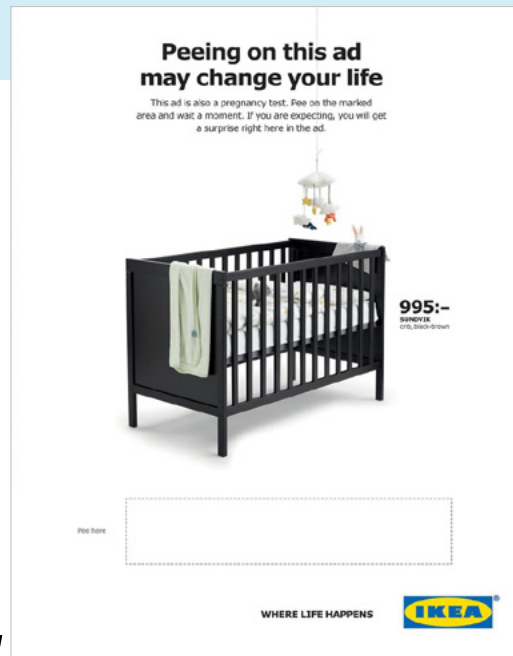 Peeing on this ad
may change your life
This ad is also a pregnancy test. Pee on the marked
area and wait a moment. If you are expecting, you will get
a surprise right here in the ad.
995:-
SUNDVIK
crib, black-brown
Pee here
WHERE LIFE HAPPENS
IKEA®